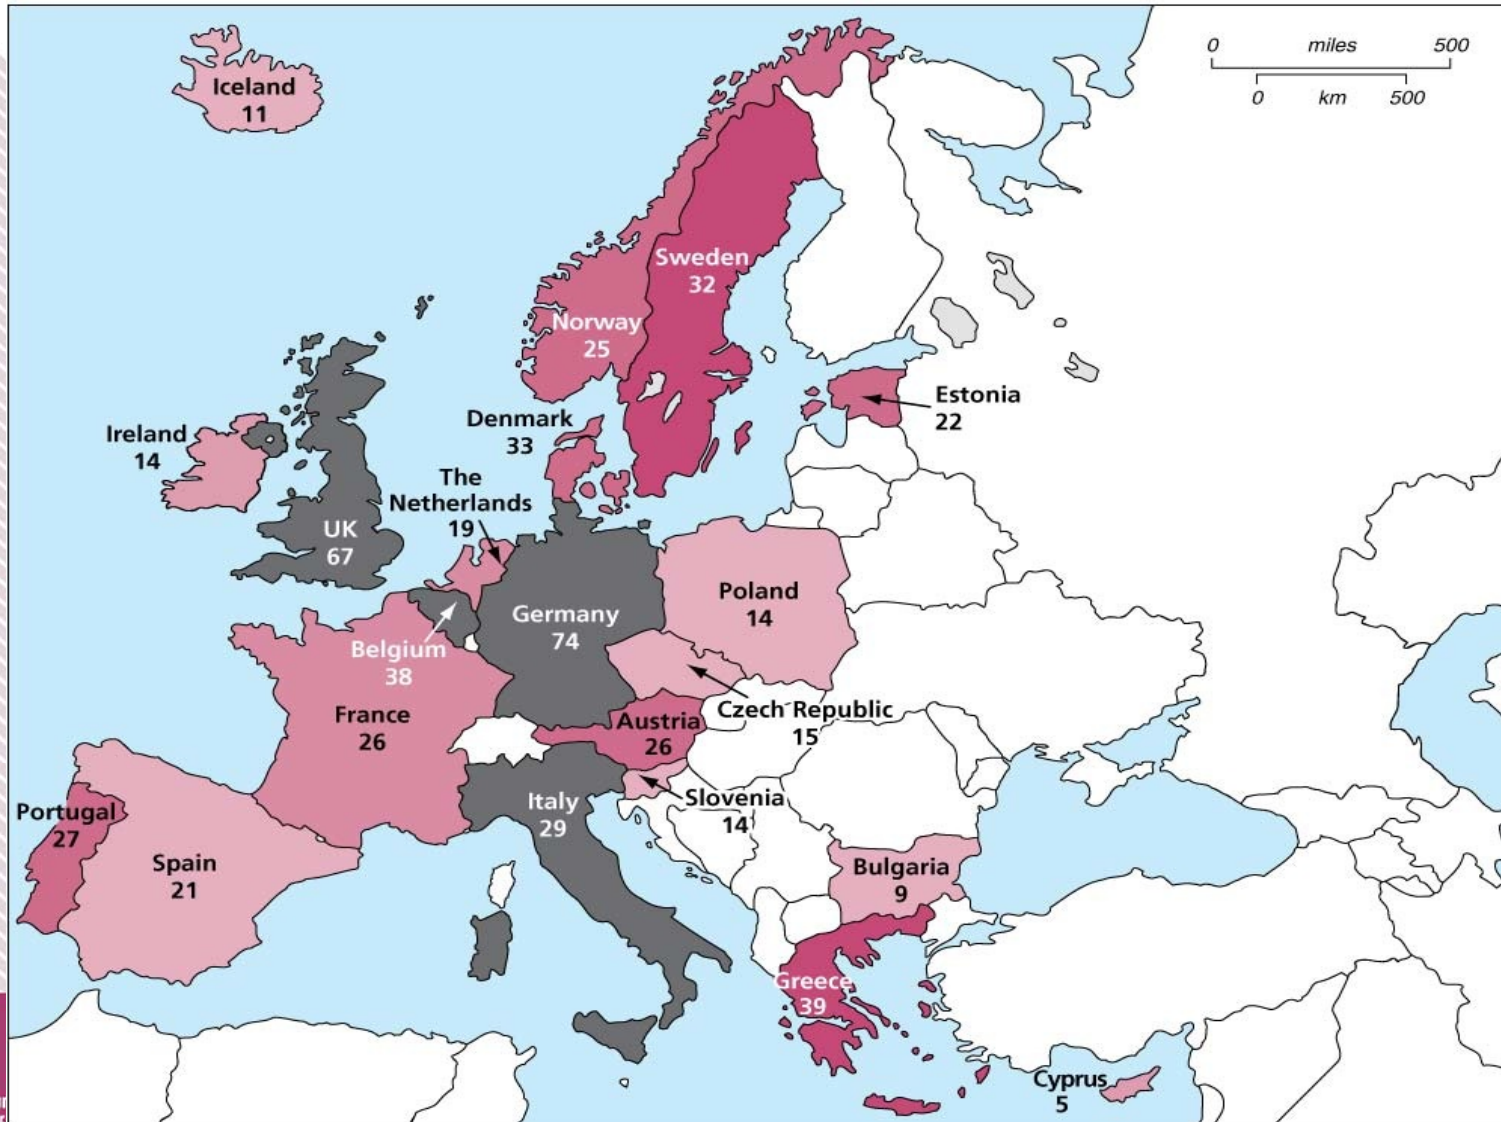 0 miles 500
0 km 500
Iceland
11
Sweden
32
Norway
25
Estonia
22
Denmark
33
Ireland
14
The
Netherlands
19
UK
67
Poland
14
Germany
74
Belgium
38
Czech Republic
15
France
26
Austria
26
Slovenia
14
Italy
29
Portugal
27
Spain
21
Bulgaria
9
Greece
39
Cyprus
5